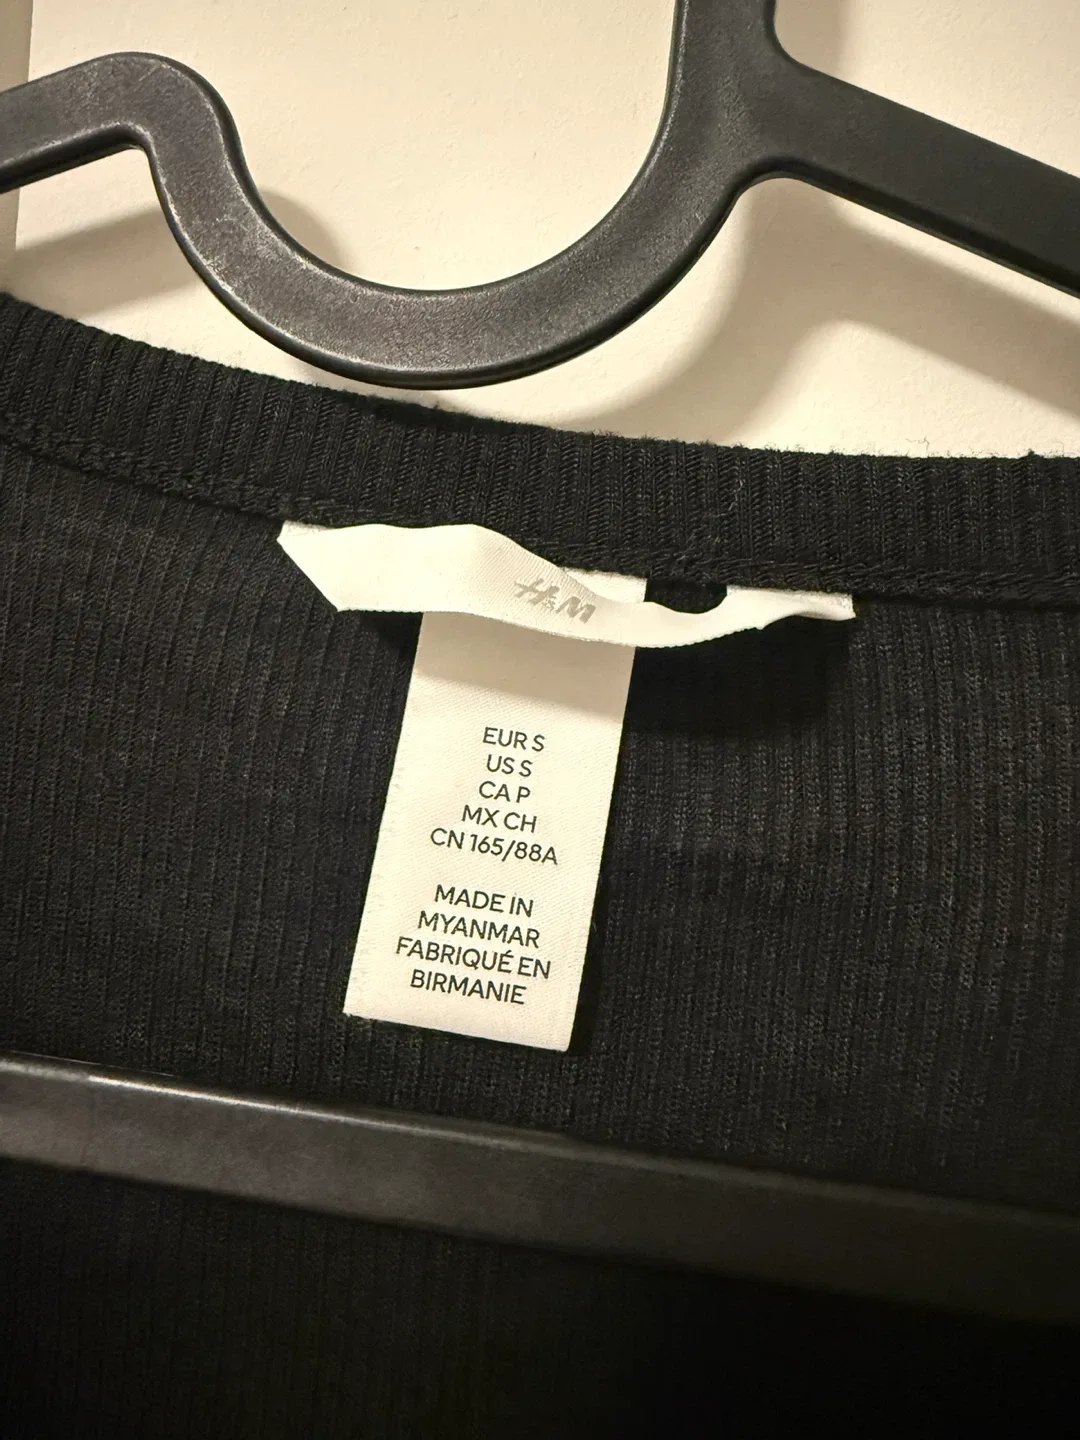 H&M
EUR S
US S
CA P
MX CH
CN 165/88A
MADE IN
MYANMAR
FABRIQUÉ EN
BIRMANIE